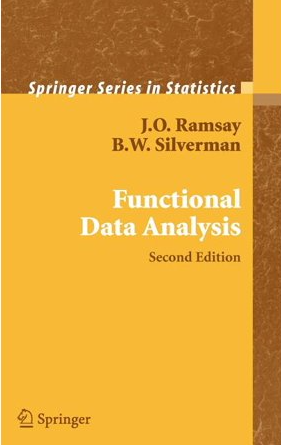 Springer Series in Statistics
J.O. Ramsay
B.W. Silverman
Functional
Data Analysis
Second Edition
Springer